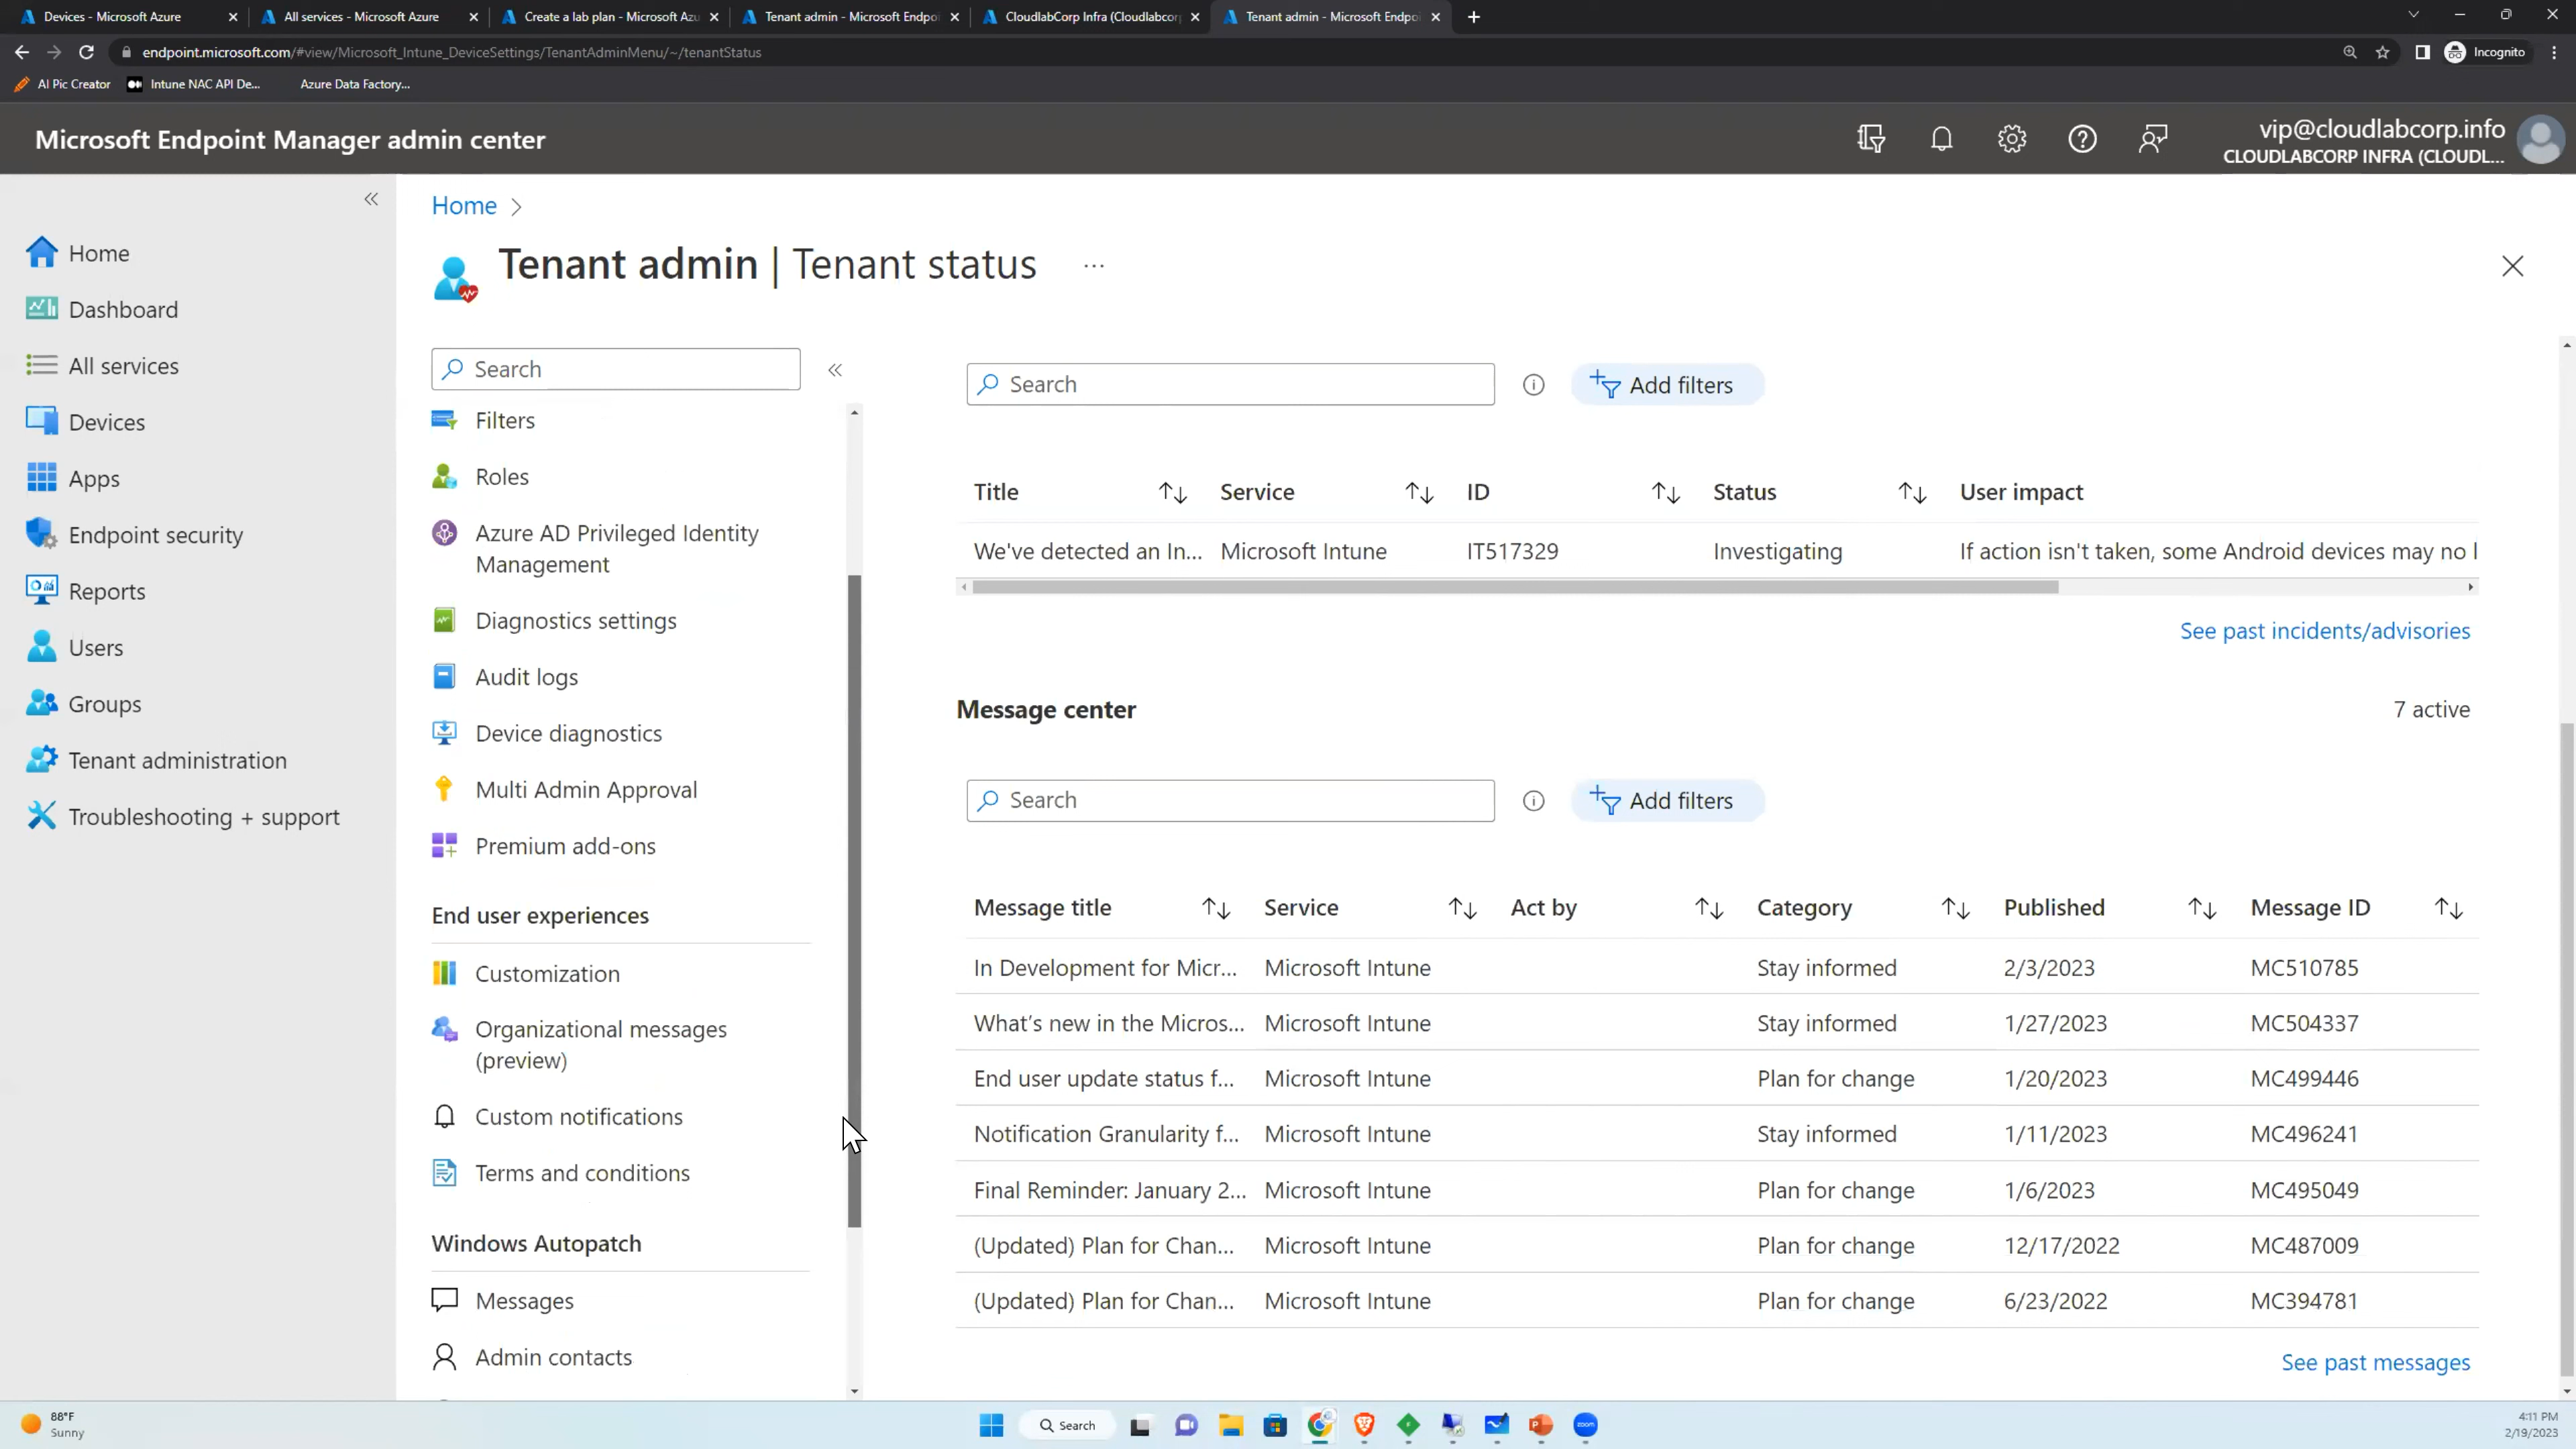 Devices - Microsoft Azure
All services - Microsoft Azure
Create a lab plan - Microsoft Azu
Tenant admin - Microsoft Endpoi
CloudlabCorp Infra (Cloudlabcorp
Tenant admin - Microsoft Endpoi
endpoint.microsoft.com/#view/Microsoft_Intune_DeviceSettings/TenantAdminMenu/~/tenantStatus
Incognito
AI Pic Creator
Intune NAC API De...
Azure Data Factory...
Microsoft Endpoint Manager admin center
vip@cloudlabcorp.info
CLOUDLABCORP INFRA (CLOUDL...
Home
Dashboard
All services
Devices
Apps
Endpoint security
Reports
Users
Groups
Tenant administration
Troubleshooting + support
Home
Tenant admin | Tenant status
Search
Filters
Roles
Azure AD Privileged Identity
Management
Diagnostics settings
Audit logs
Device diagnostics
Multi Admin Approval
Premium add-ons
End user experiences
Customization
Organizational messages
(preview)
Custom notifications
Terms and conditions
Windows Autopatch
Messages
Admin contacts
Search
Add filters
Title Service ID Status User impact
We've detected an In... Microsoft Intune IT517329 Investigating If action isn't taken, some Android devices may no l
See past incidents/advisories
Message center
7 active
Search
Add filters
Message title Service Act by Category Published Message ID
In Development for Micr... Microsoft Intune Stay informed 2/3/2023 MC510785
What's new in the Micros... Microsoft Intune Stay informed 1/27/2023 MC504337
End user update status f... Microsoft Intune Plan for change 1/20/2023 MC499446
Notification Granularity f... Microsoft Intune Stay informed 1/11/2023 MC496241
Final Reminder: January 2... Microsoft Intune Plan for change 1/6/2023 MC495049
(Updated) Plan for Chan... Microsoft Intune Plan for change 12/17/2022 MC487009
(Updated) Plan for Chan... Microsoft Intune Plan for change 6/23/2022 MC394781
See past messages
88°F
Sunny
Search
zoom
4:11 PM
2/19/2023